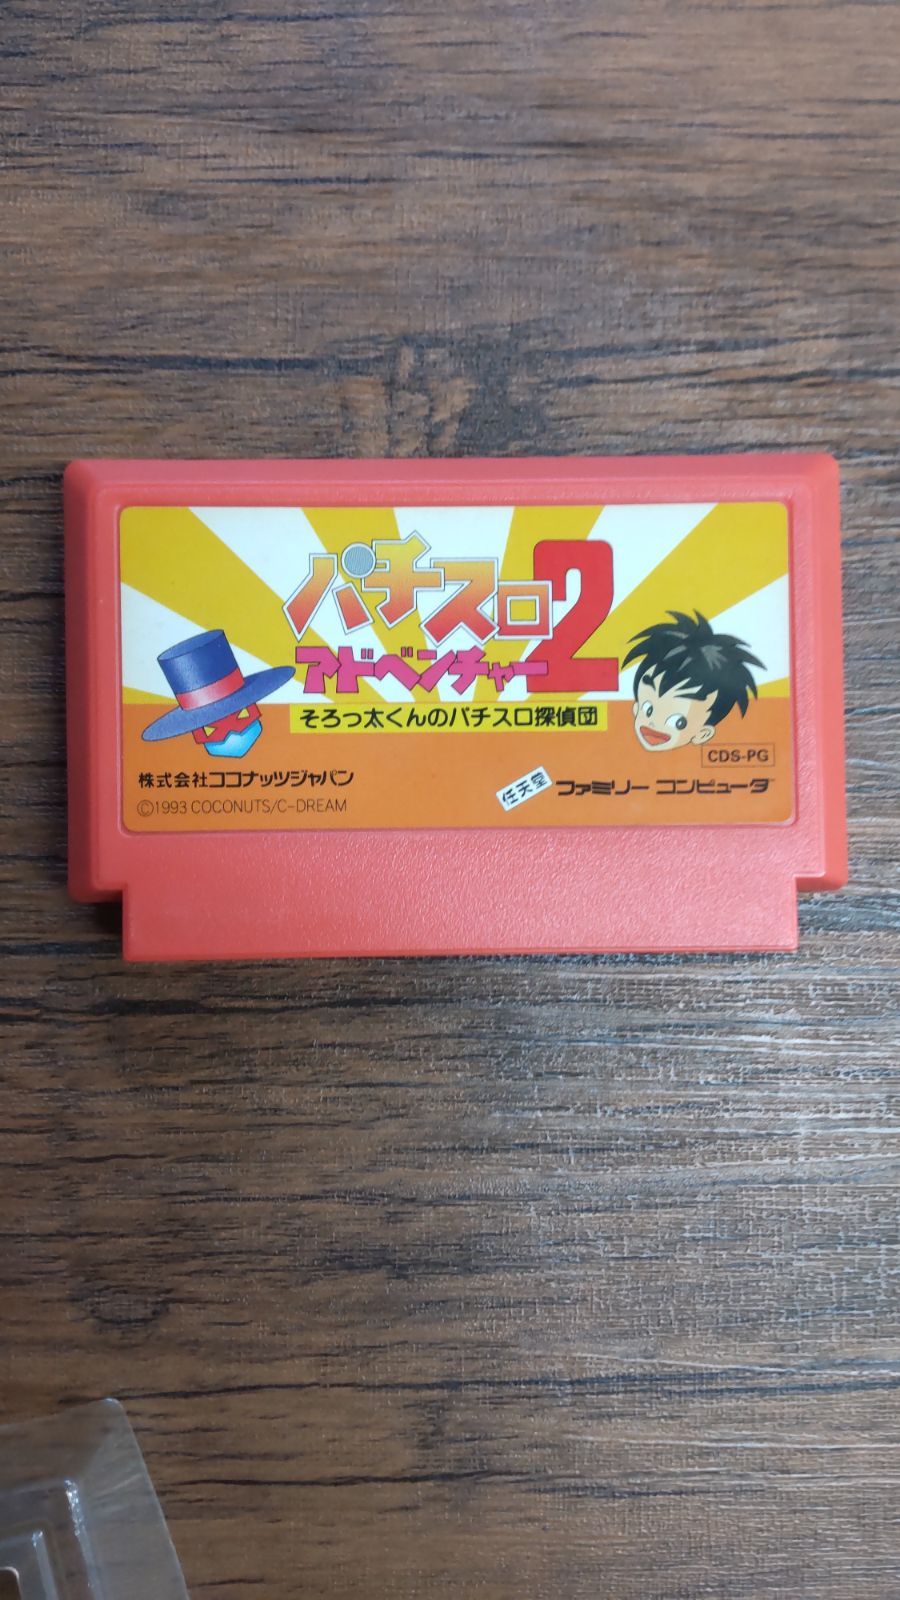 パチスロ
アドベンチャー2
そろっ太くんのパチスロ探偵団
CDS-PG
株式会社ココナッツジャパン
©1993 COCONUTS/C-DREAM
任天堂 ファミリー コンピュータ